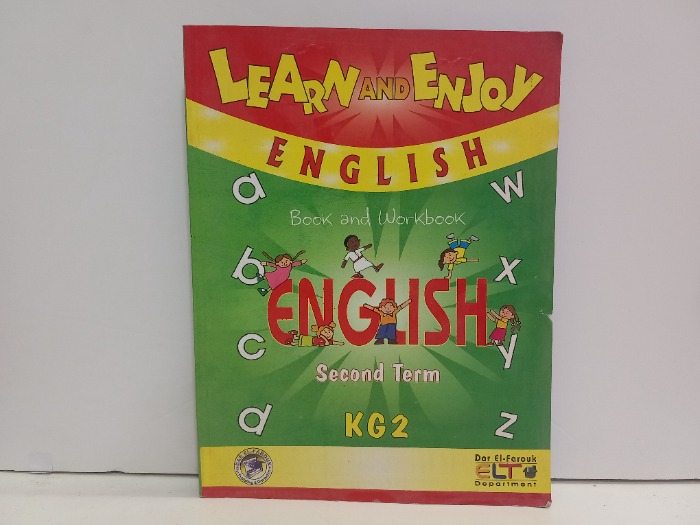 LEARN AND ENJOY
ENGLISH
a
w
Book and Workbook
b
x
ENGLISH
c
y
Second Term
d
z
KG2
Dar El-Farouk
ELT
Department